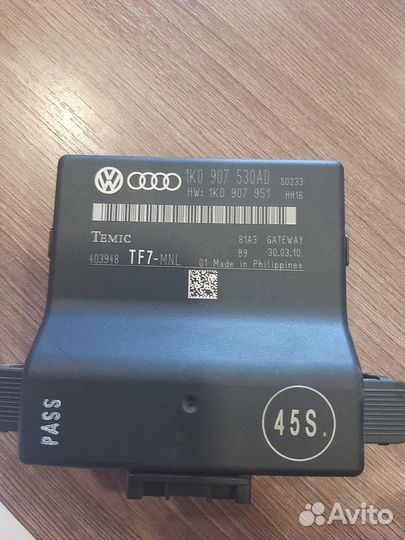 1K0 907 530AD S0233
HW: 1K0 907 951 HH16
TEMIC 81A3 GATEWAY
B9 30.03.10
403948 TF7-MNL 01 Made in Philippines
PASS
45S.
Avito